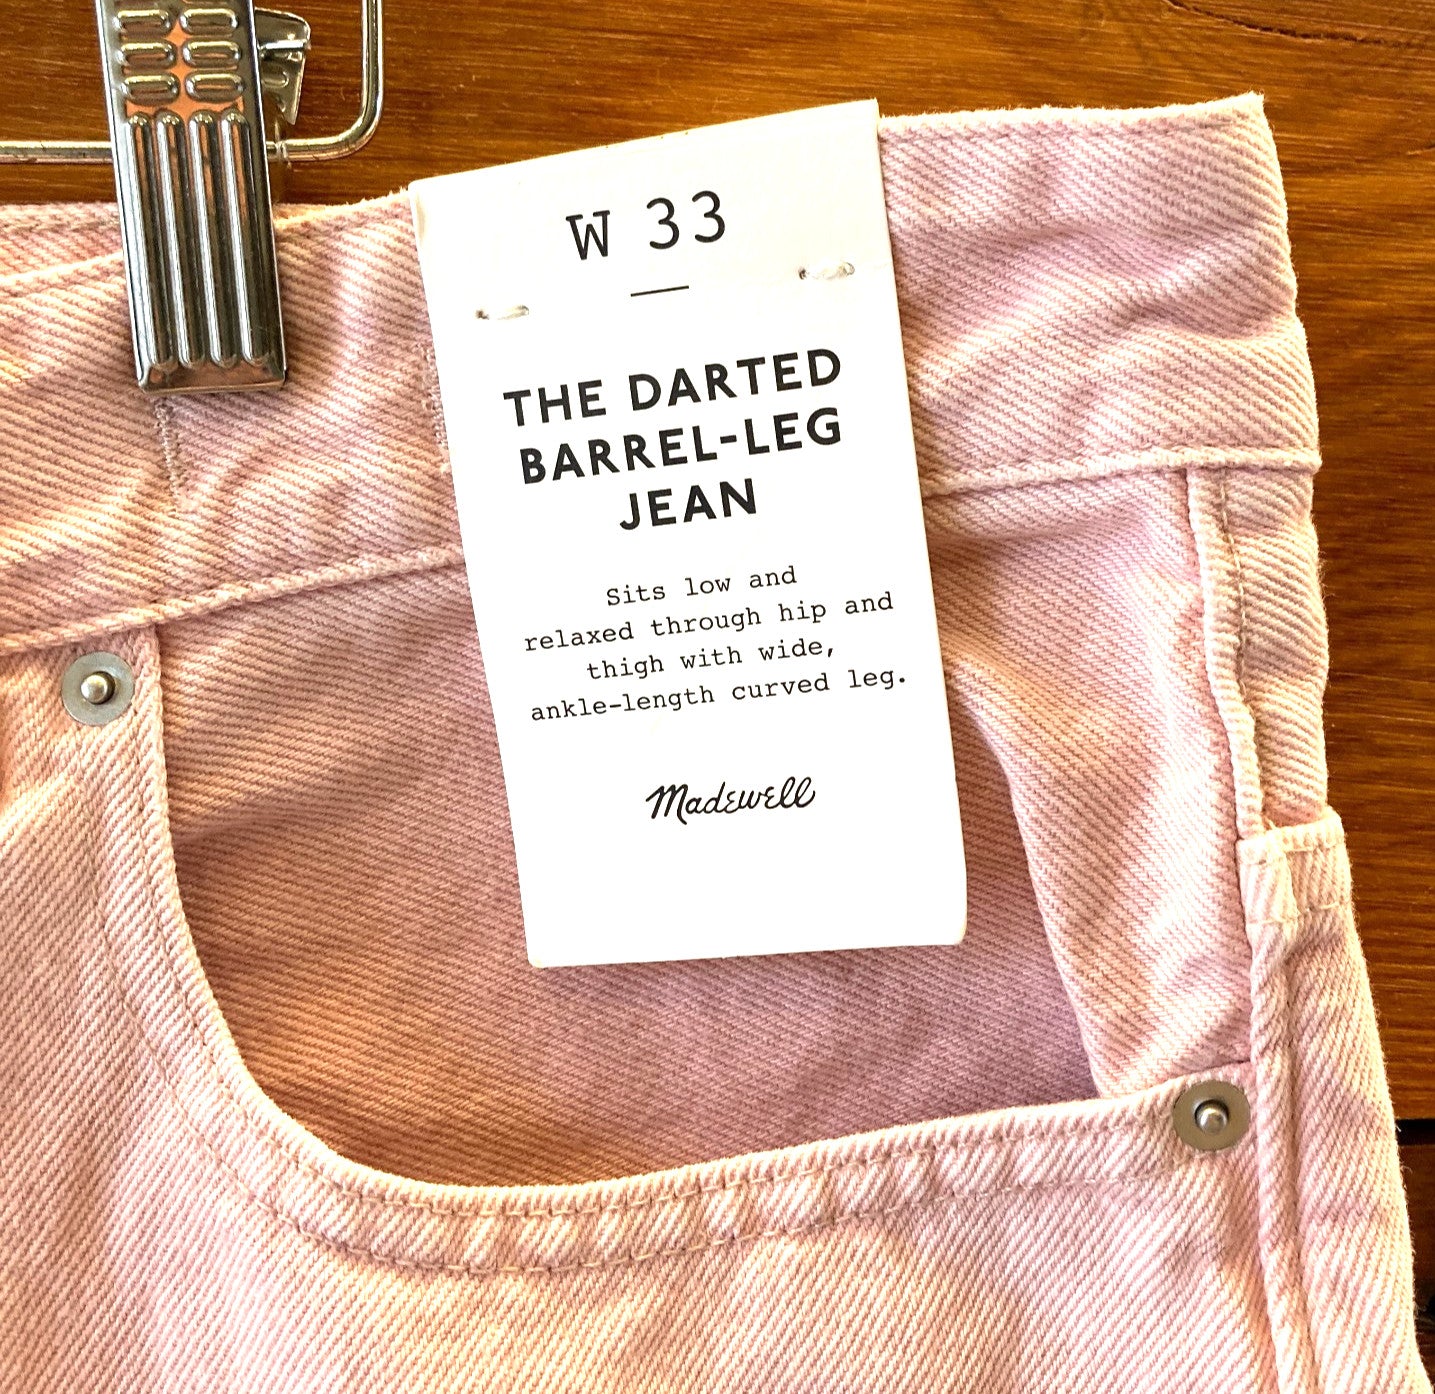 W 33
THE DARTED
BARREL-LEG
JEAN
Sits low and
relaxed through hip and
thigh with wide,
ankle-length curved leg.
Madewell